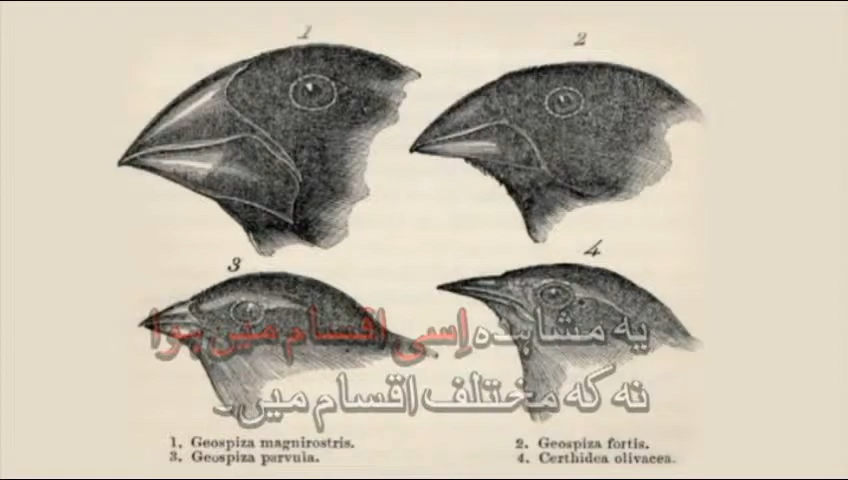 1
2
3
4
یہ مشاہدہ اِسی اقسام میں ہوا
نہ کہ مختلف اقسام میں۔
1. Geospiza magnirostris.
2. Geospiza fortis.
3. Geospiza parvula.
4. Certhidea olivacea.